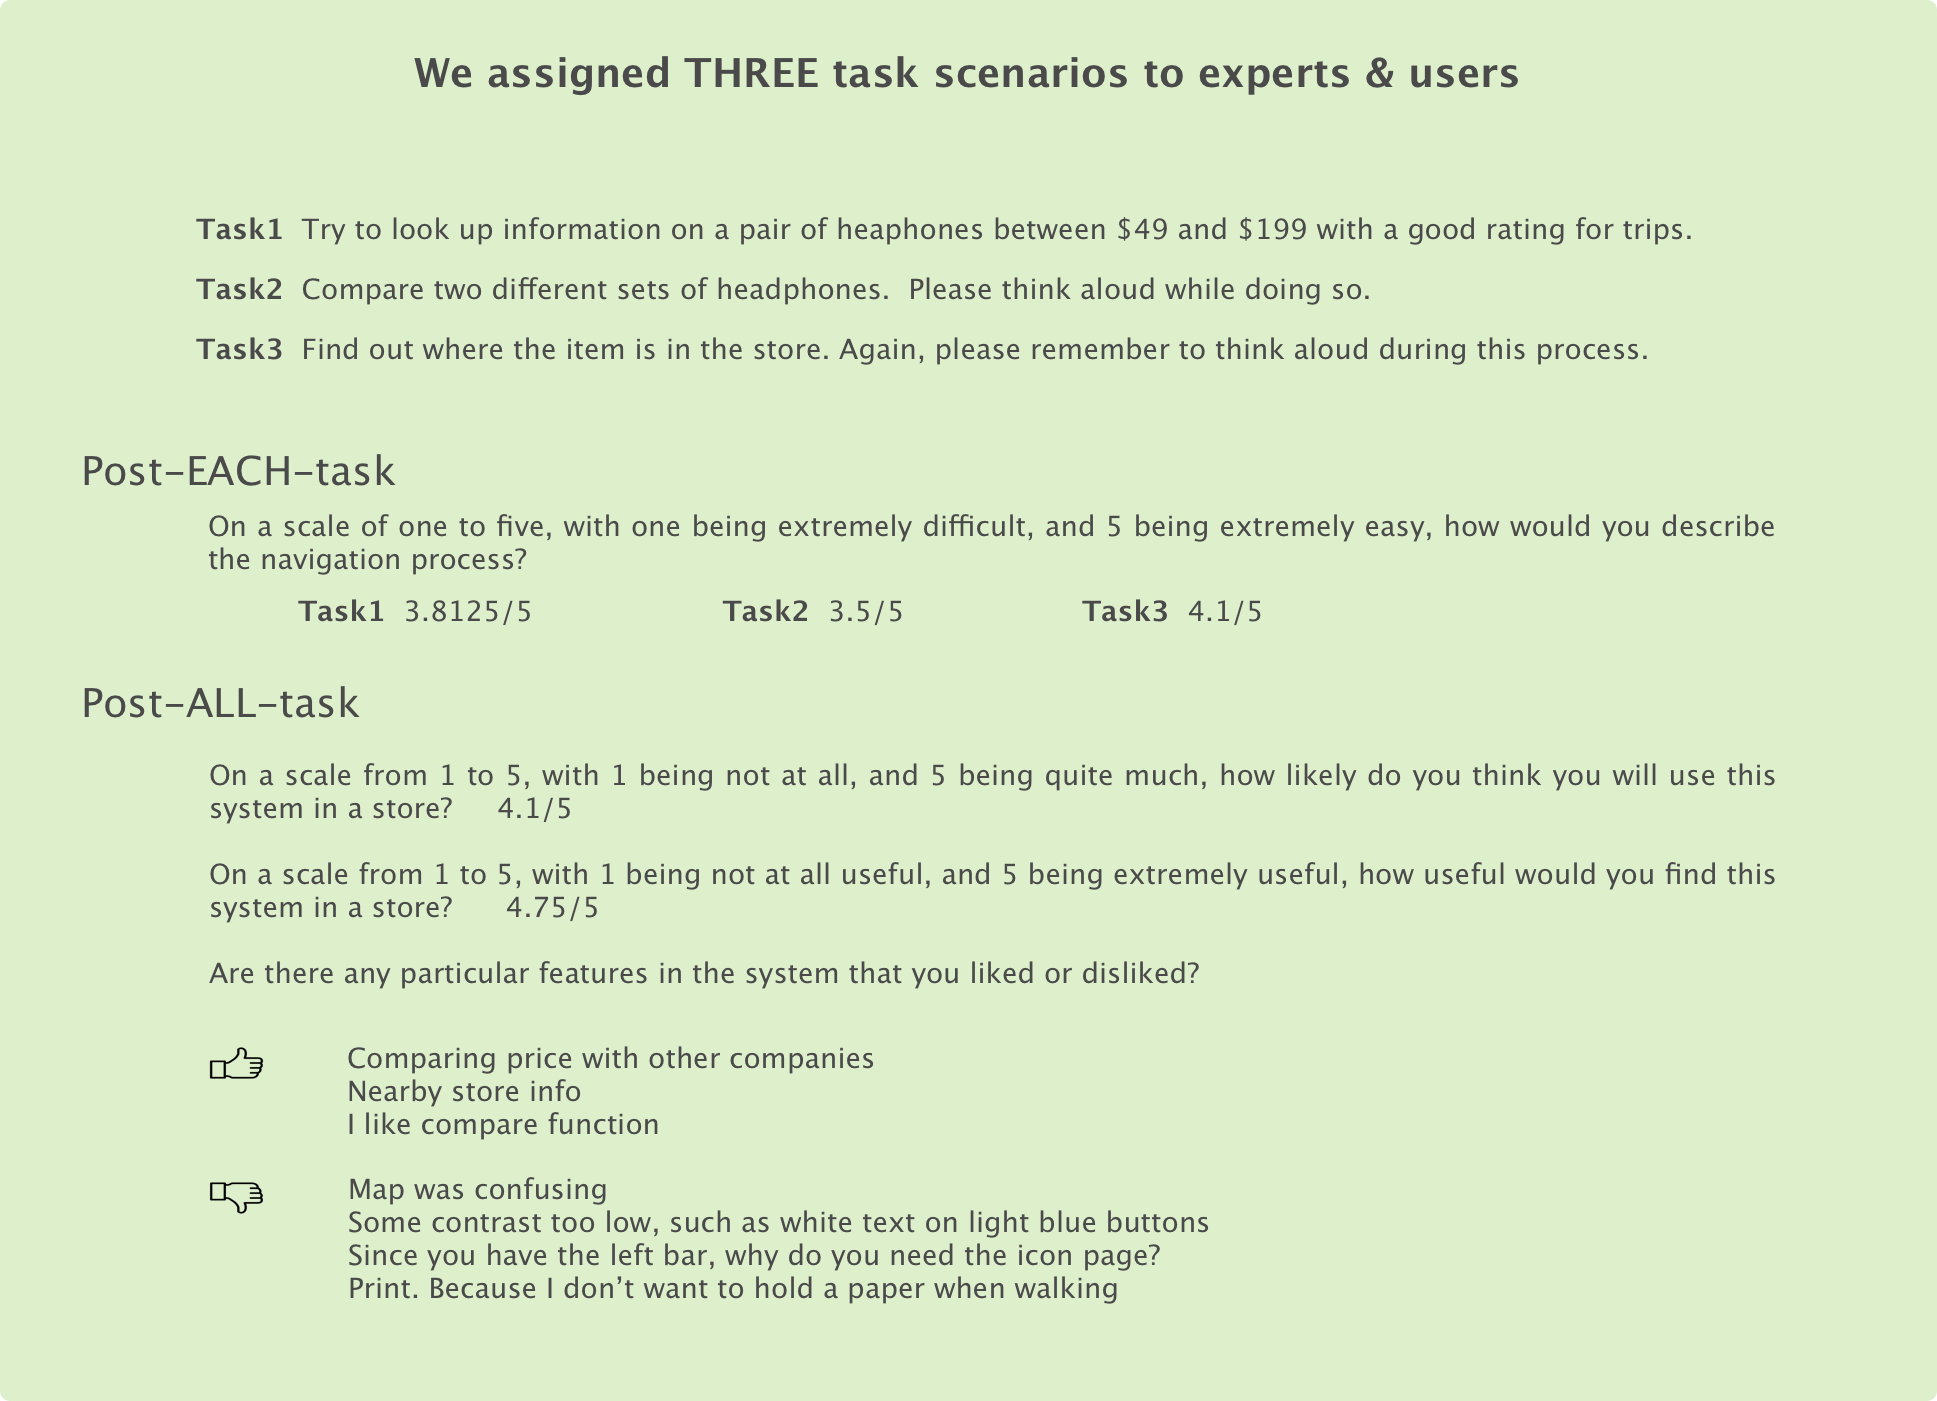 We assigned THREE task scenarios to experts & users
Task1 Try to look up information on a pair of heaphones between $49 and $199 with a good rating for trips.
Task2 Compare two different sets of headphones.  Please think aloud while doing so.
Task3 Find out where the item is in the store. Again, please remember to think aloud during this process.
Post-EACH-task
On a scale of one to five, with one being extremely difficult, and 5 being extremely easy, how would you describe
the navigation process?
Task1 3.8125/5 Task2 3.5/5 Task3 4.1/5
Post-ALL-task
On a scale from 1 to 5, with 1 being not at all, and 5 being quite much, how likely do you think you will use this
system in a store? 4.1/5
On a scale from 1 to 5, with 1 being not at all useful, and 5 being extremely useful, how useful would you find this
system in a store? 4.75/5
Are there any particular features in the system that you liked or disliked?
Comparing price with other companies
Nearby store info
I like compare function
Map was confusing
Some contrast too low, such as white text on light blue buttons
Since you have the left bar, why do you need the icon page?
Print. Because I don’t want to hold a paper when walking